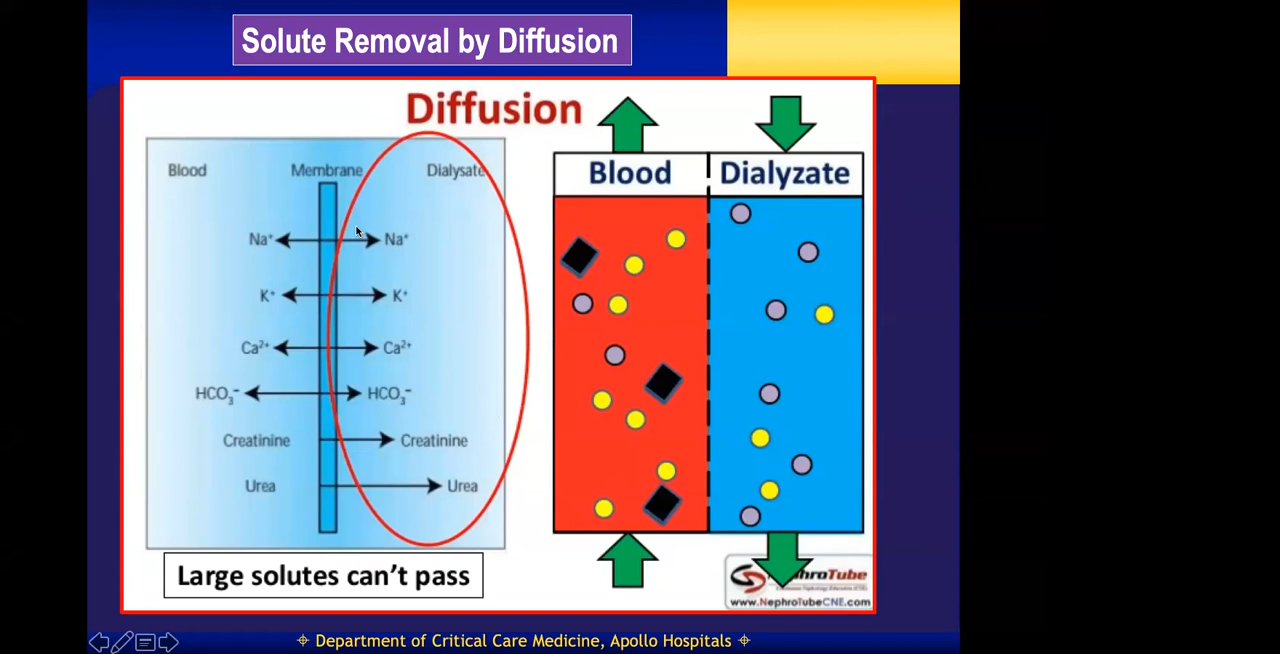 Solute Removal by Diffusion
Diffusion
Blood Membrane Dialysate
Na⁺ Na⁺
K⁺ K⁺
Ca²⁺ Ca²⁺
HCO₃⁻ HCO₃⁻
Creatinine Creatinine
Urea Urea
Large solutes can't pass
Blood Dialyzate
www.NephroTubeCNE.com
✧ Department of Critical Care Medicine, Apollo Hospitals ✧